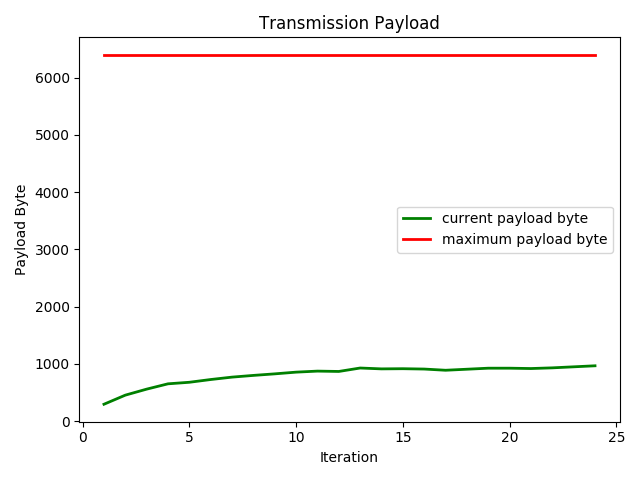 Transmission Payload
Payload Byte
6000
5000
4000
3000
2000
1000
0
current payload byte
maximum payload byte
0
5
10
15
20
25
Iteration